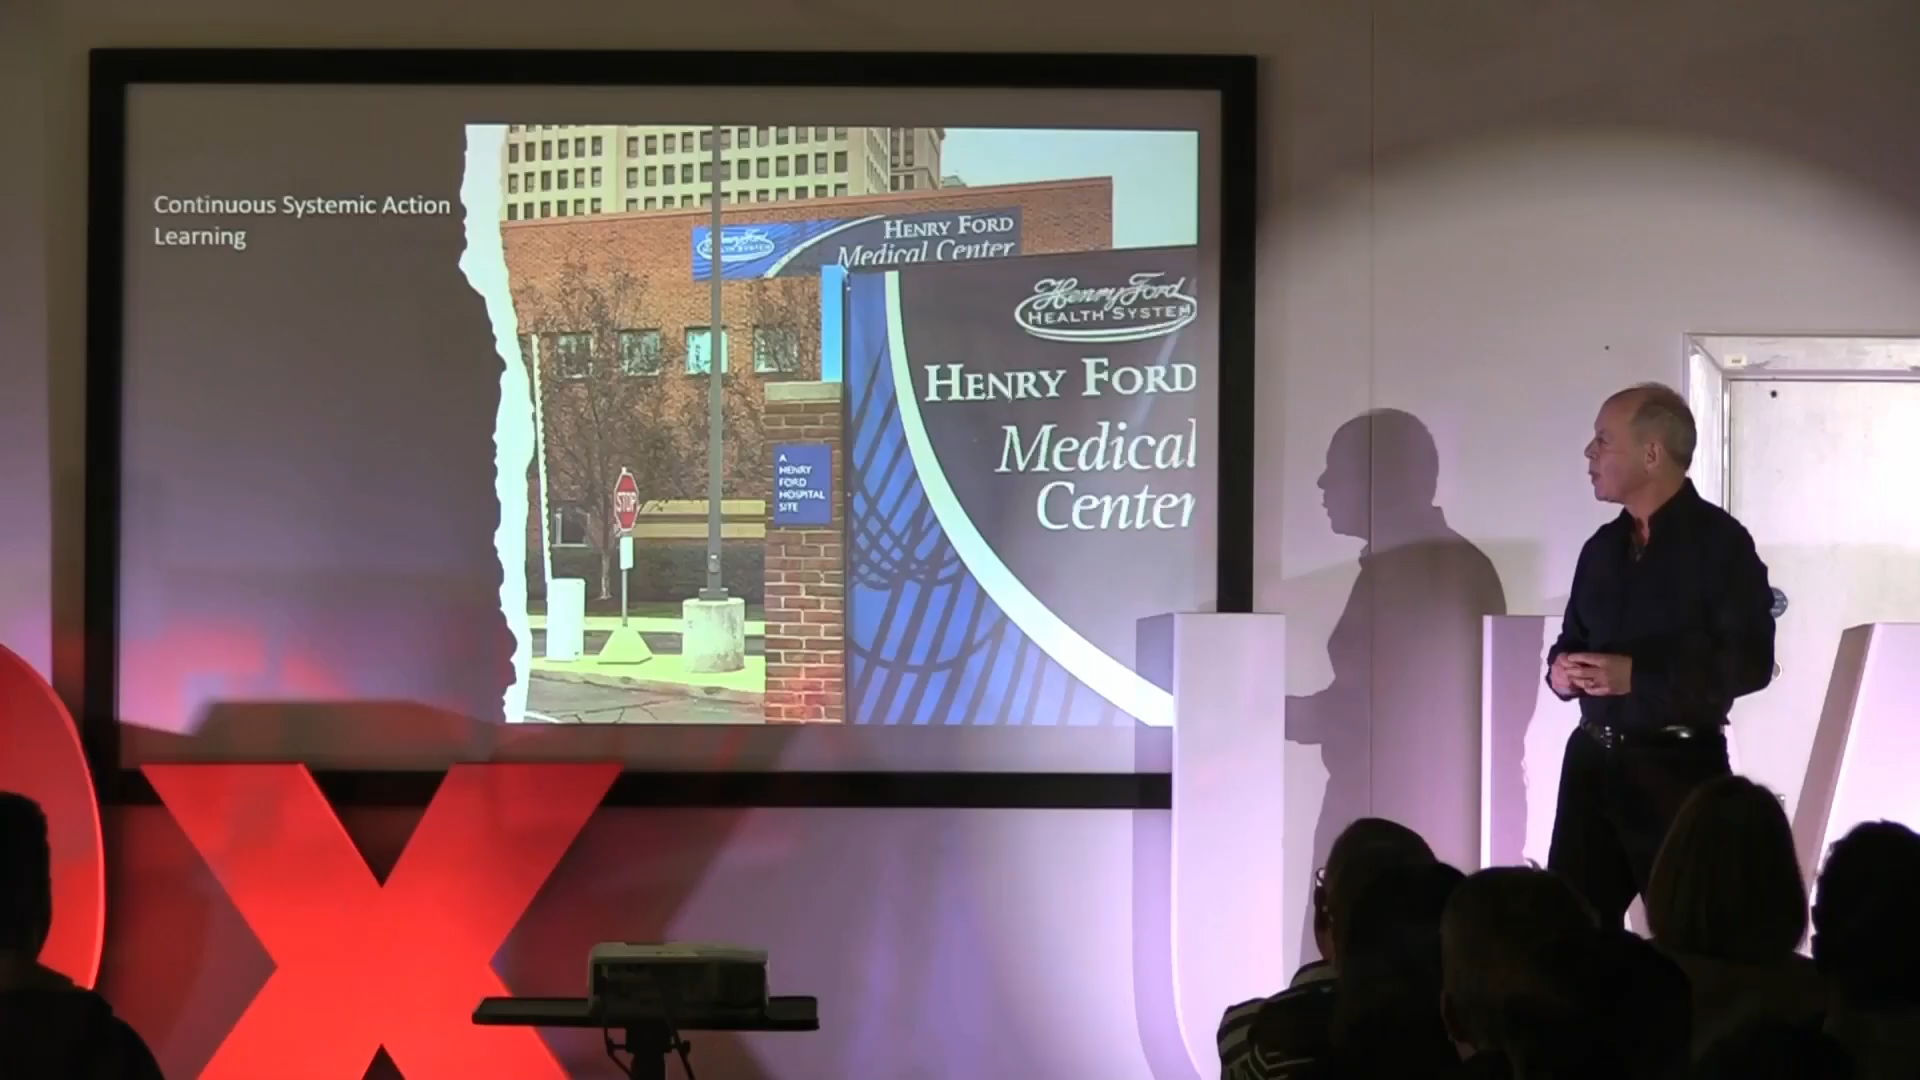 Continuous Systemic Action
Learning
Henry Ford
HEALTH SYSTEM
HENRY FORD
Medical Center
Henry Ford
HEALTH SYSTEM
HENRY FORD
Medical
Center
A
HENRY
FORD
HOSPITAL
SITE
STOP
X
U